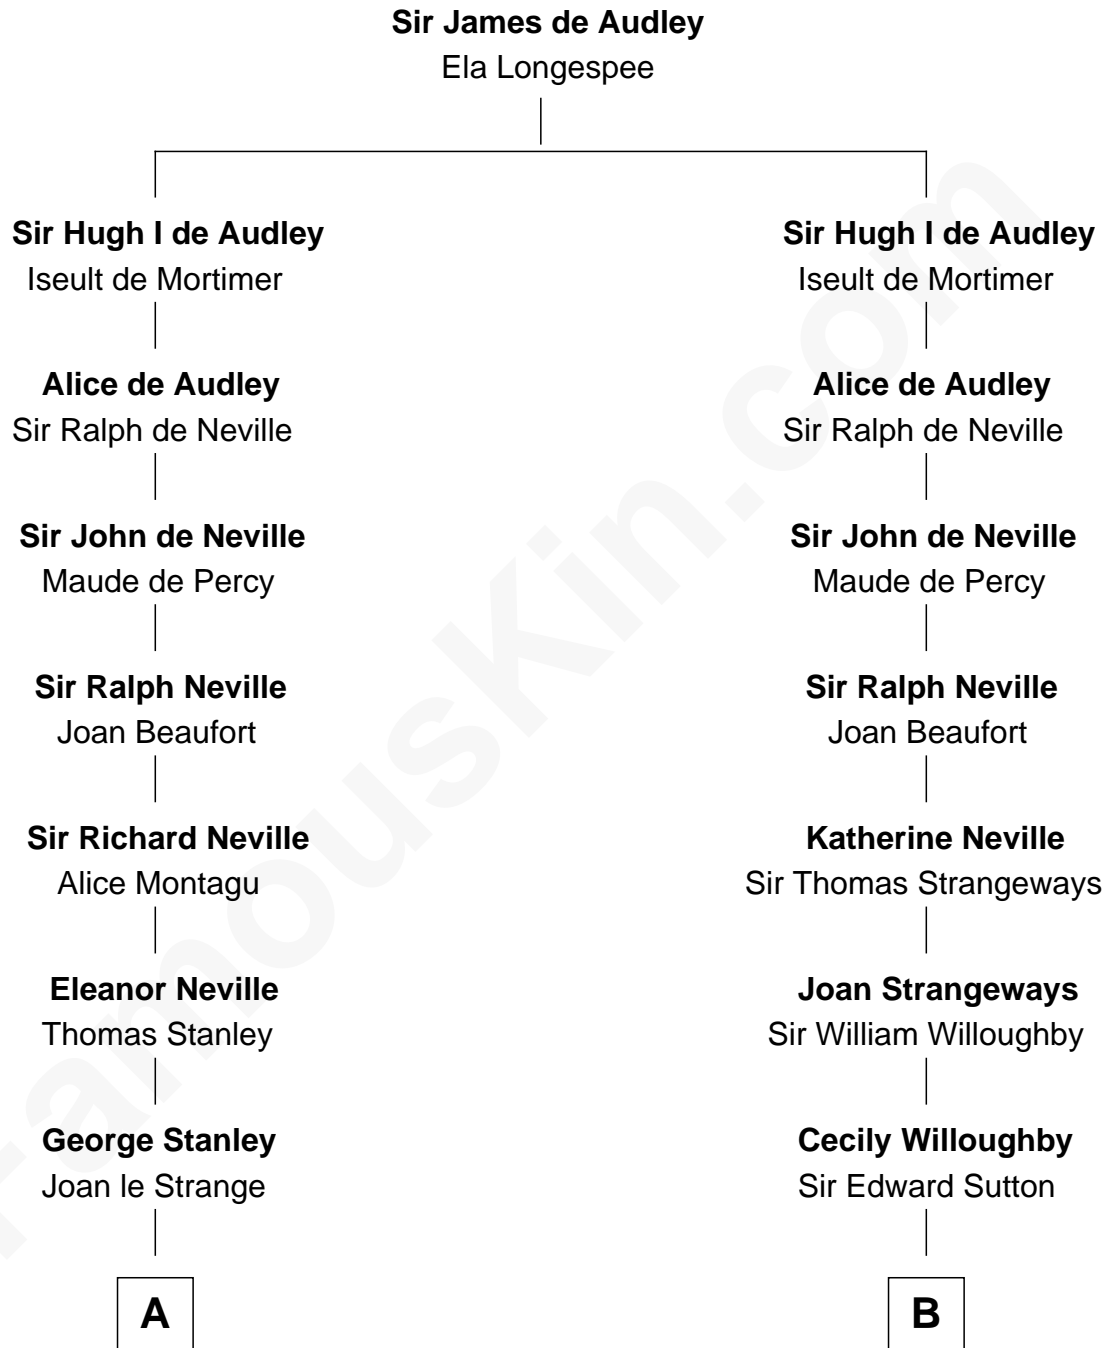 Sir James de Audley
Ela Longespee
Sir Hugh I de Audley
Iseult de Mortimer
Alice de Audley
Sir Ralph de Neville
Sir John de Neville
Maude de Percy
Sir Ralph Neville
Joan Beaufort
Sir Richard Neville
Alice Montagu
Eleanor Neville
Thomas Stanley
George Stanley
Joan le Strange
A
Sir Hugh I de Audley
Iseult de Mortimer
Alice de Audley
Sir Ralph de Neville
Sir John de Neville
Maude de Percy
Sir Ralph Neville
Joan Beaufort
Katherine Neville
Sir Thomas Strangeways
Joan Strangeways
Sir William Willoughby
Cecily Willoughby
Sir Edward Sutton
B
FamousKin.com